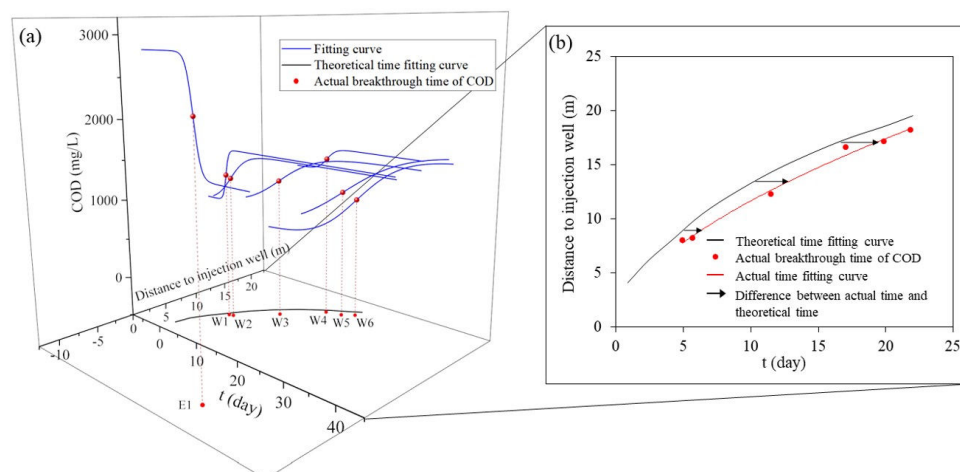 (a)
3000
2000
1000
0
COD (mg/L)
Fitting curve
Theoretical time fitting curve
Actual breakthrough time of COD
Distance to injection well (m)
0
5
10
15
20
W1
W2
W3
W4
W5
W6
E1
-10
-5
0
0
10
20
30
40
t (day)
(b)
25
20
15
10
5
0
Distance to injection well (m)
Theoretical time fitting curve
Actual breakthrough time of COD
Actual time fitting curve
Difference between actual time and
theoretical time
0
5
10
15
20
25
t (day)